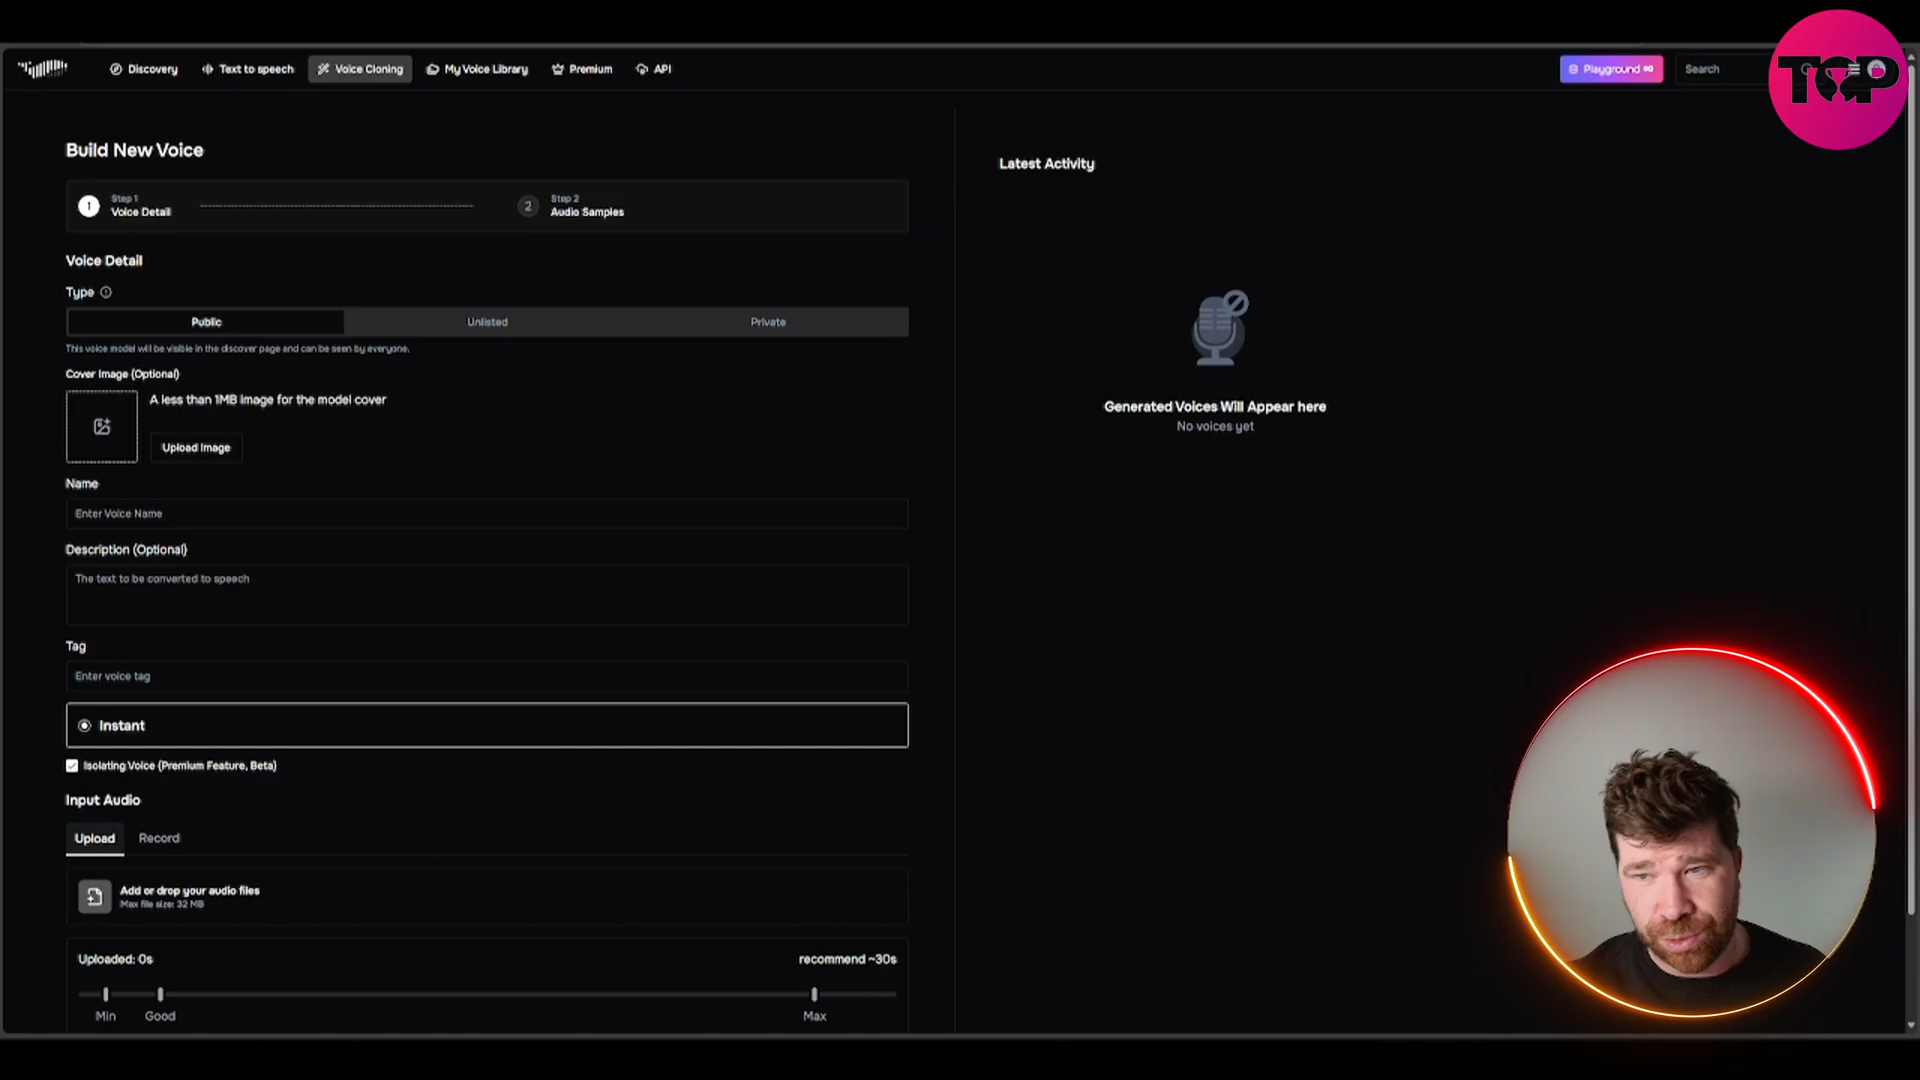 Discovery
Text to speech
Voice Cloning
My Voice Library
Premium
API
Playground
Search
TOP
Build New Voice
1
Step 1
Voice Detail
2
Step 2
Audio Samples
Voice Detail
Type
Public
Unlisted
Private
This voice model will be visible in the discover page and can be seen by everyone.
Cover Image (Optional)
A less than 1MB image for the model cover
Upload Image
Name
Enter Voice Name
Description (Optional)
The text to be converted to speech
Tag
Enter voice tag
Instant
Isolating Voice (Premium Feature, Beta)
Input Audio
Upload
Record
Add or drop your audio files
Max file size: 32 MB
Uploaded: 0s
recommend ~30s
Min
Good
Max
Latest Activity
Generated Voices Will Appear here
No voices yet